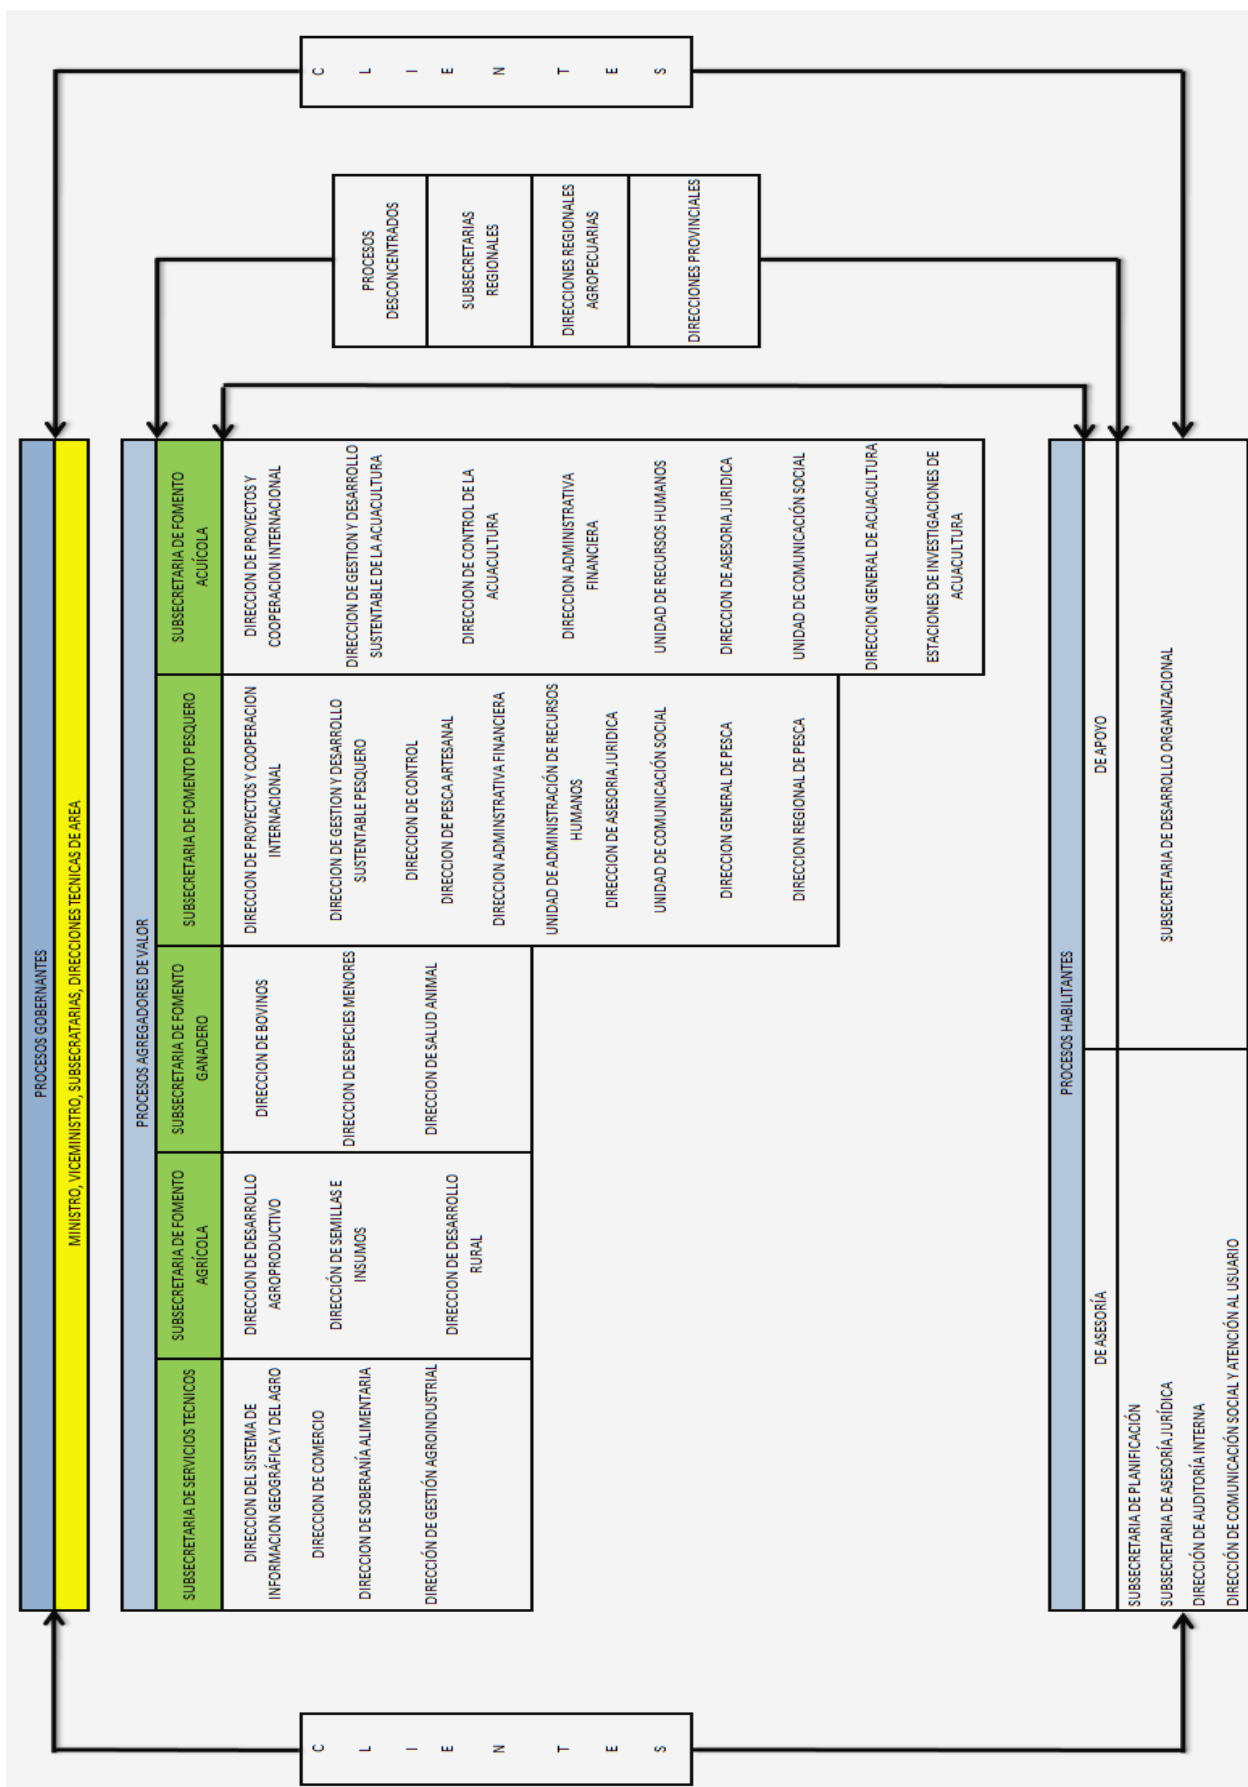 C L I E N T E S
PROCESOS GOBERNANTES
MINISTRO, VICEMINISTRO, SUBSECRATARIAS, DIRECCIONES TECNICAS DE AREA
PROCESOS AGREGADORES DE VALOR
SUBSECRETARIA DE SERVICIOS TECNICOS
DIRECCION DEL SISTEMA DE
INFORMACION GEOGRÁFICA Y DEL AGRO
DIRECCION DE COMERCIO
DIRECCION DE SOBERANÍA ALIMENTARIA
DIRECCIÓN DE GESTIÓN AGROINDUSTRIAL
SUBSECRETARIA DE FOMENTO
AGRÍCOLA
DIRECCION DE DESARROLLO
AGROPRODUCTIVO
DIRECCIÓN DE SEMILLAS E
INSUMOS
DIRECCION DE DESARROLLO
RURAL
SUBSECRETARIA DE FOMENTO
GANADERO
DIRECCION DE BOVINOS
DIRECCION DE ESPECIES MENORES
DIRECCION DE SALUD ANIMAL
SUBSECRETARIA DE FOMENTO PESQUERO
DIRECCION DE PROYECTOS Y COOPERACION
INTERNACIONAL
DIRECCION DE GESTION Y DESARROLLO
SUSTENTABLE PESQUERO
DIRECCION DE CONTROL
DIRECCION DE PESCA ARTESANAL
DIRECCION ADMINSTRATIVA FINANCIERA
UNIDAD DE ADMINISTRACIÓN DE RECURSOS
HUMANOS
DIRECCION DE ASESORIA JURIDICA
UNIDAD DE COMUNICACIÓN SOCIAL
DIRECCION GENERAL DE PESCA
DIRECCION REGIONAL DE PESCA
SUBSECRETARIA DE FOMENTO
ACUÍCOLA
DIRECCION DE PROYECTOS Y
COOPERACION INTERNACIONAL
DIRECCION DE GESTION Y DESARROLLO
SUSTENTABLE DE LA ACUACULTURA
DIRECCION DE CONTROL DE LA
ACUACULTURA
DIRECCION ADMINISTRATIVA
FINANCIERA
UNIDAD DE RECURSOS HUMANOS
DIRECCION DE ASESORIA JURIDICA
UNIDAD DE COMUNICACIÓN SOCIAL
DIRECCION GENERAL DE ACUACULTURA
ESTACIONES DE INVESTIGACIONES DE
ACUACULTURA
PROCESOS
DESCONCENTRADOS
SUBSECRETARIAS
REGIONALES
DIRECCIONES REGIONALES
AGROPECUARIAS
DIRECCIONES PROVINCIALES
C L I E N T E S
PROCESOS HABILITANTES
DE ASESORÍA
SUBSECRETARIA DE PLANIFICACIÓN
SUBSECRETARIA DE ASESORÍA JURÍDICA
DIRECCIÓN DE AUDITORÍA INTERNA
DIRECCIÓN DE COMUNICACIÓN SOCIAL Y ATENCIÓN AL USUARIO
DE APOYO
SUBSECRETARIA DE DESARROLLO ORGANIZACIONAL